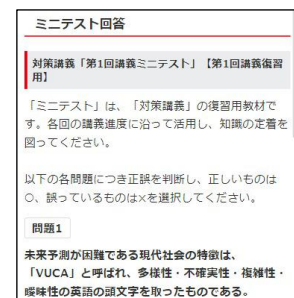 ミニテスト回答
対策講義「第1回講義ミニテスト」【第1回講義復習
用】
「ミニテスト」は、「対策講義」の復習用教材で
す。各回の講義進度に沿って活用し、知識の定着を
図ってください。
以下の各問題につき正誤を判断し、正しいものは
○、誤っているものは×を選択してください。
問題1
未来予測が困難である現代社会の特徴は、
「VUCA」と呼ばれ、多様性・不確実性・複雑性・
曖昧性の英語の頭文字を取ったものである。